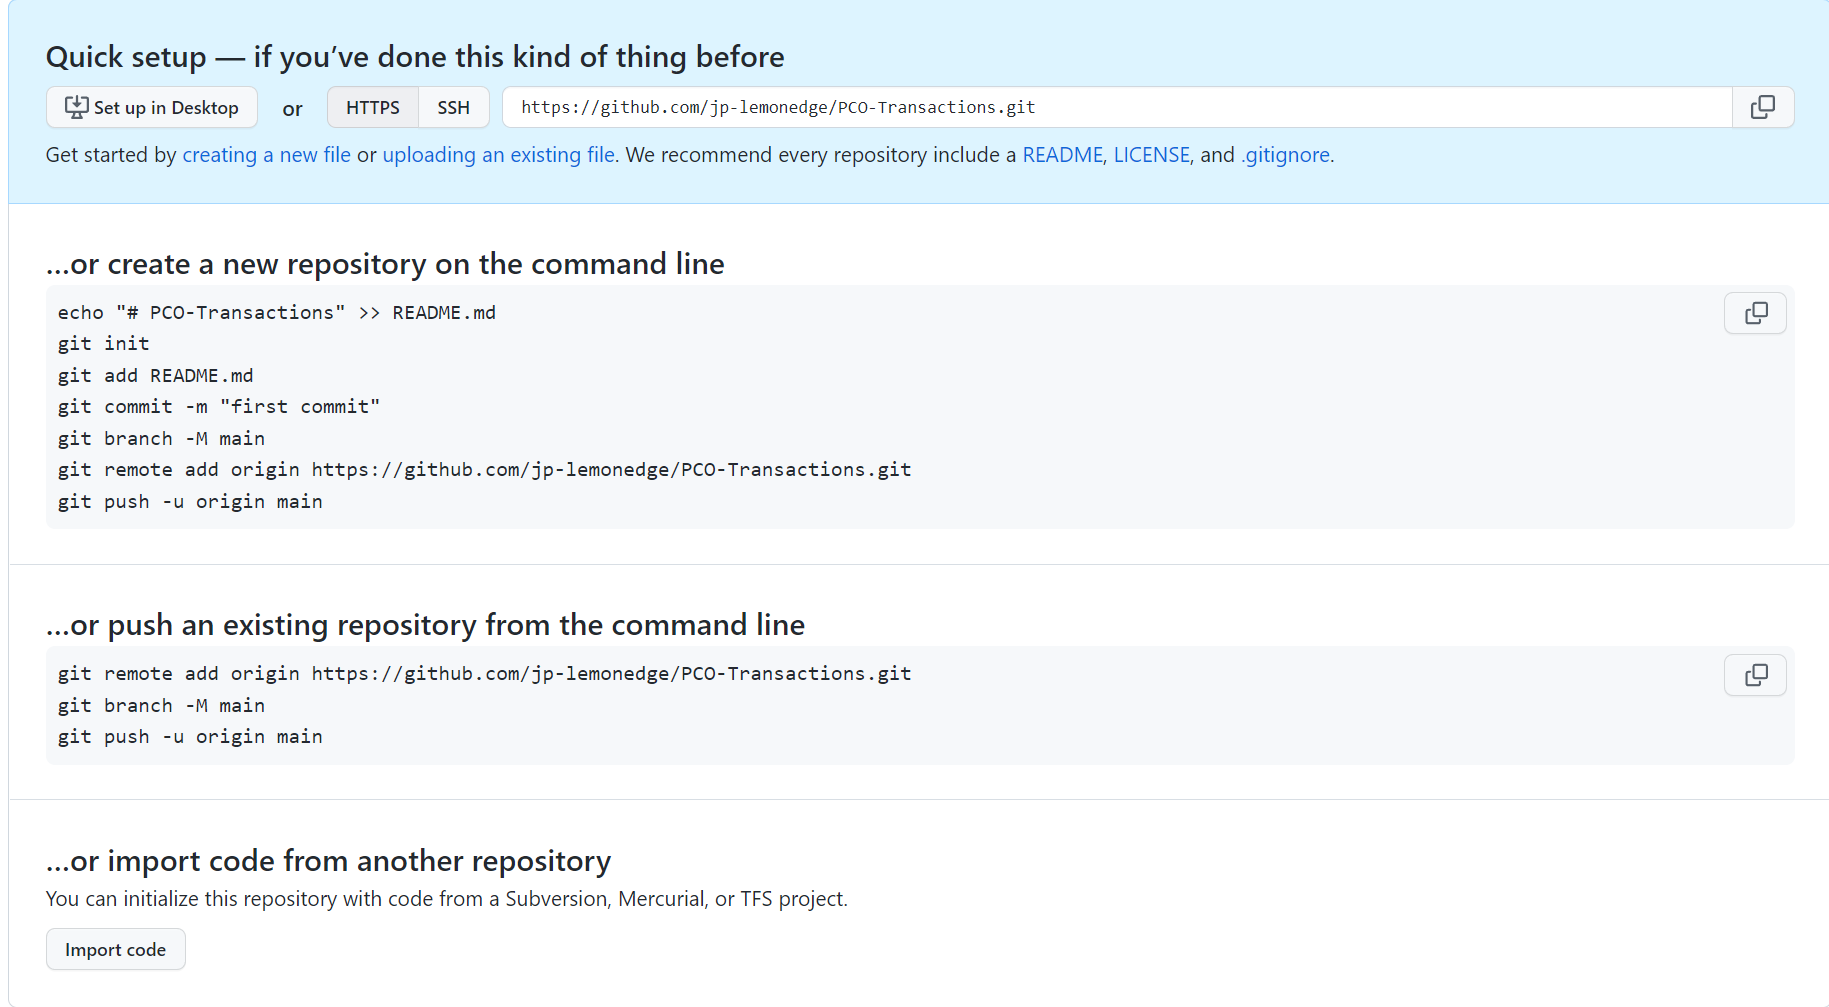 Quick setup — if you’ve done this kind of thing before
Set up in Desktop or HTTPS SSH https://github.com/jp-lemonedge/PCO-Transactions.git
Get started by creating a new file or uploading an existing file. We recommend every repository include a README, LICENSE, and .gitignore.
…or create a new repository on the command line
echo "# PCO-Transactions" >> README.md
git init
git add README.md
git commit -m "first commit"
git branch -M main
git remote add origin https://github.com/jp-lemonedge/PCO-Transactions.git
git push -u origin main
…or push an existing repository from the command line
git remote add origin https://github.com/jp-lemonedge/PCO-Transactions.git
git branch -M main
git push -u origin main
…or import code from another repository
You can initialize this repository with code from a Subversion, Mercurial, or TFS project.
Import code